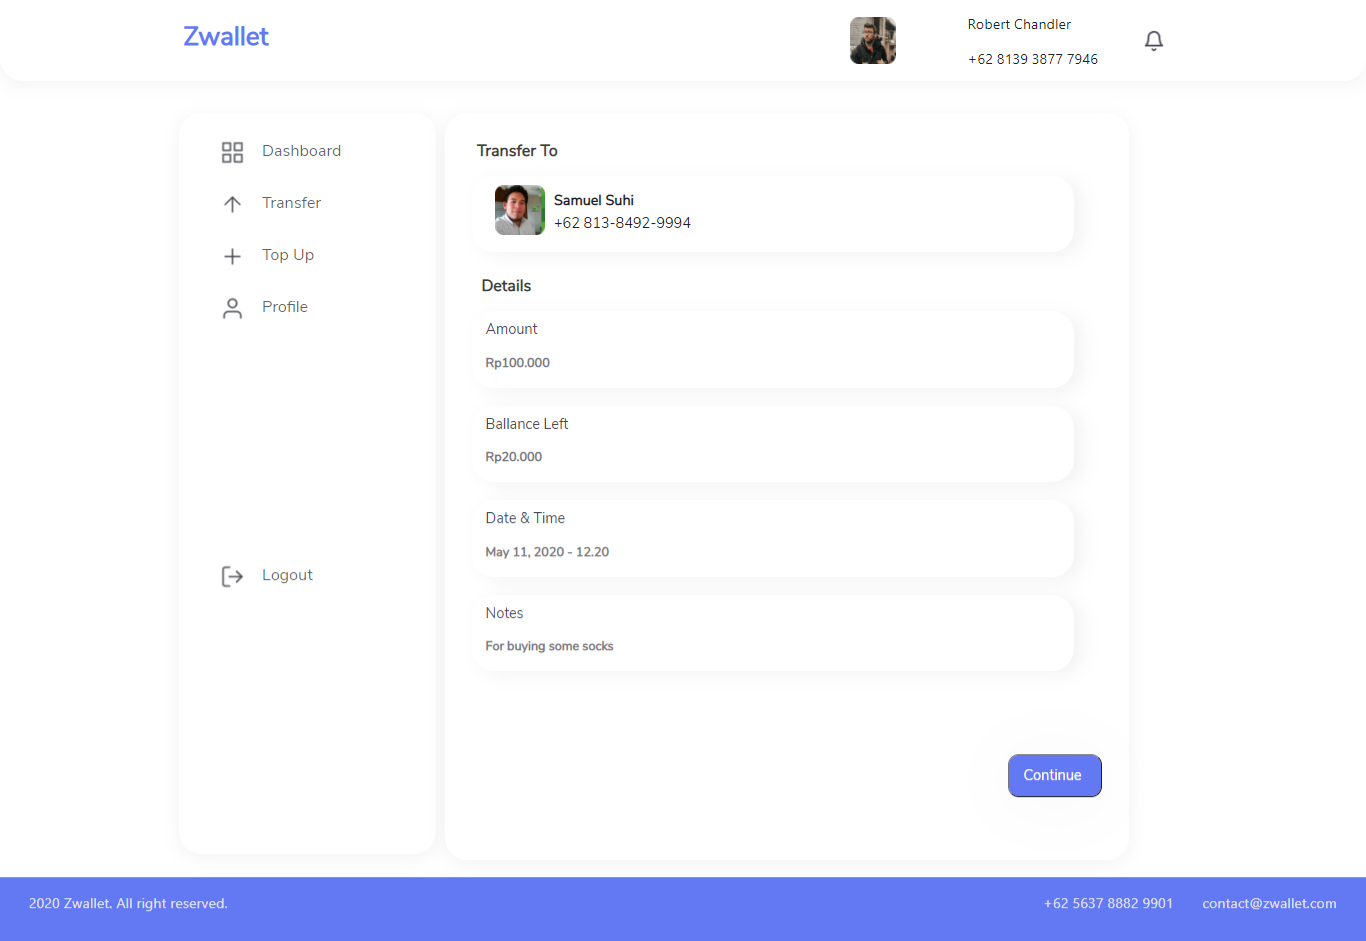 Zwallet
Robert Chandler
+62 8139 3877 7946
Dashboard
Transfer
Top Up
Profile
Logout
Transfer To
Samuel Suhi
+62 813-8492-9994
Details
Amount
Rp100.000
Ballance Left
Rp20.000
Date & Time
May 11, 2020 - 12.20
Notes
For buying some socks
Continue
2020 Zwallet. All right reserved.
+62 5637 8882 9901
contact@zwallet.com